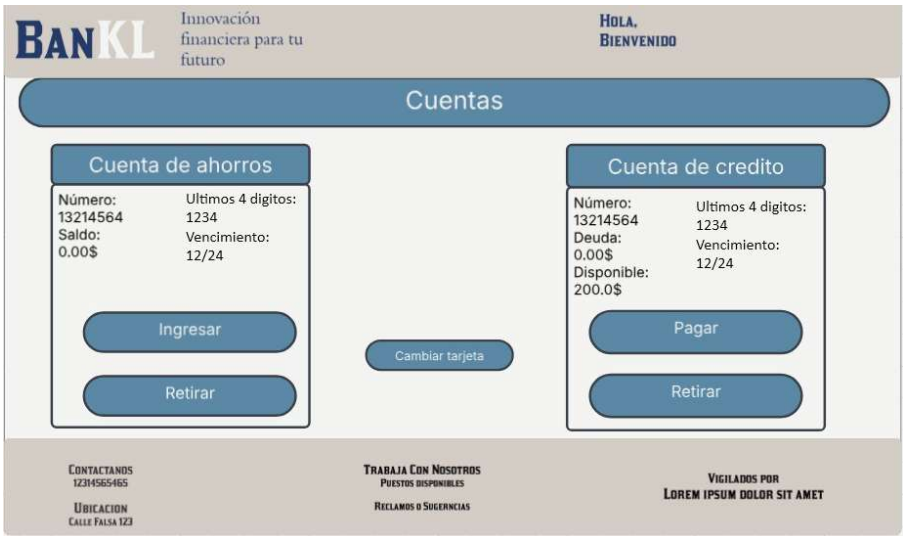 BANKL
Innovación
financiera para tu
futuro
HOLA,
BIENVENIDO
Cuentas
Cuenta de ahorros
Número:
13214564
Saldo:
0.00$
Ultimos 4 digitos:
1234
Vencimiento:
12/24
Ingresar
Retirar
Cambiar tarjeta
Cuenta de credito
Número:
13214564
Deuda:
0.00$
Disponible:
200.0$
Ultimos 4 digitos:
1234
Vencimiento:
12/24
Pagar
Retirar
CONTACTANOS
12314565465
UBICACION
CALLE FALSA 123
TRABAJA CON NOSOTROS
PUESTOS DISPONIBLES
RECLAMOS O SUGERNCIAS
VIGILADOS POR
LOREM IPSUM DOLOR SIT AMET